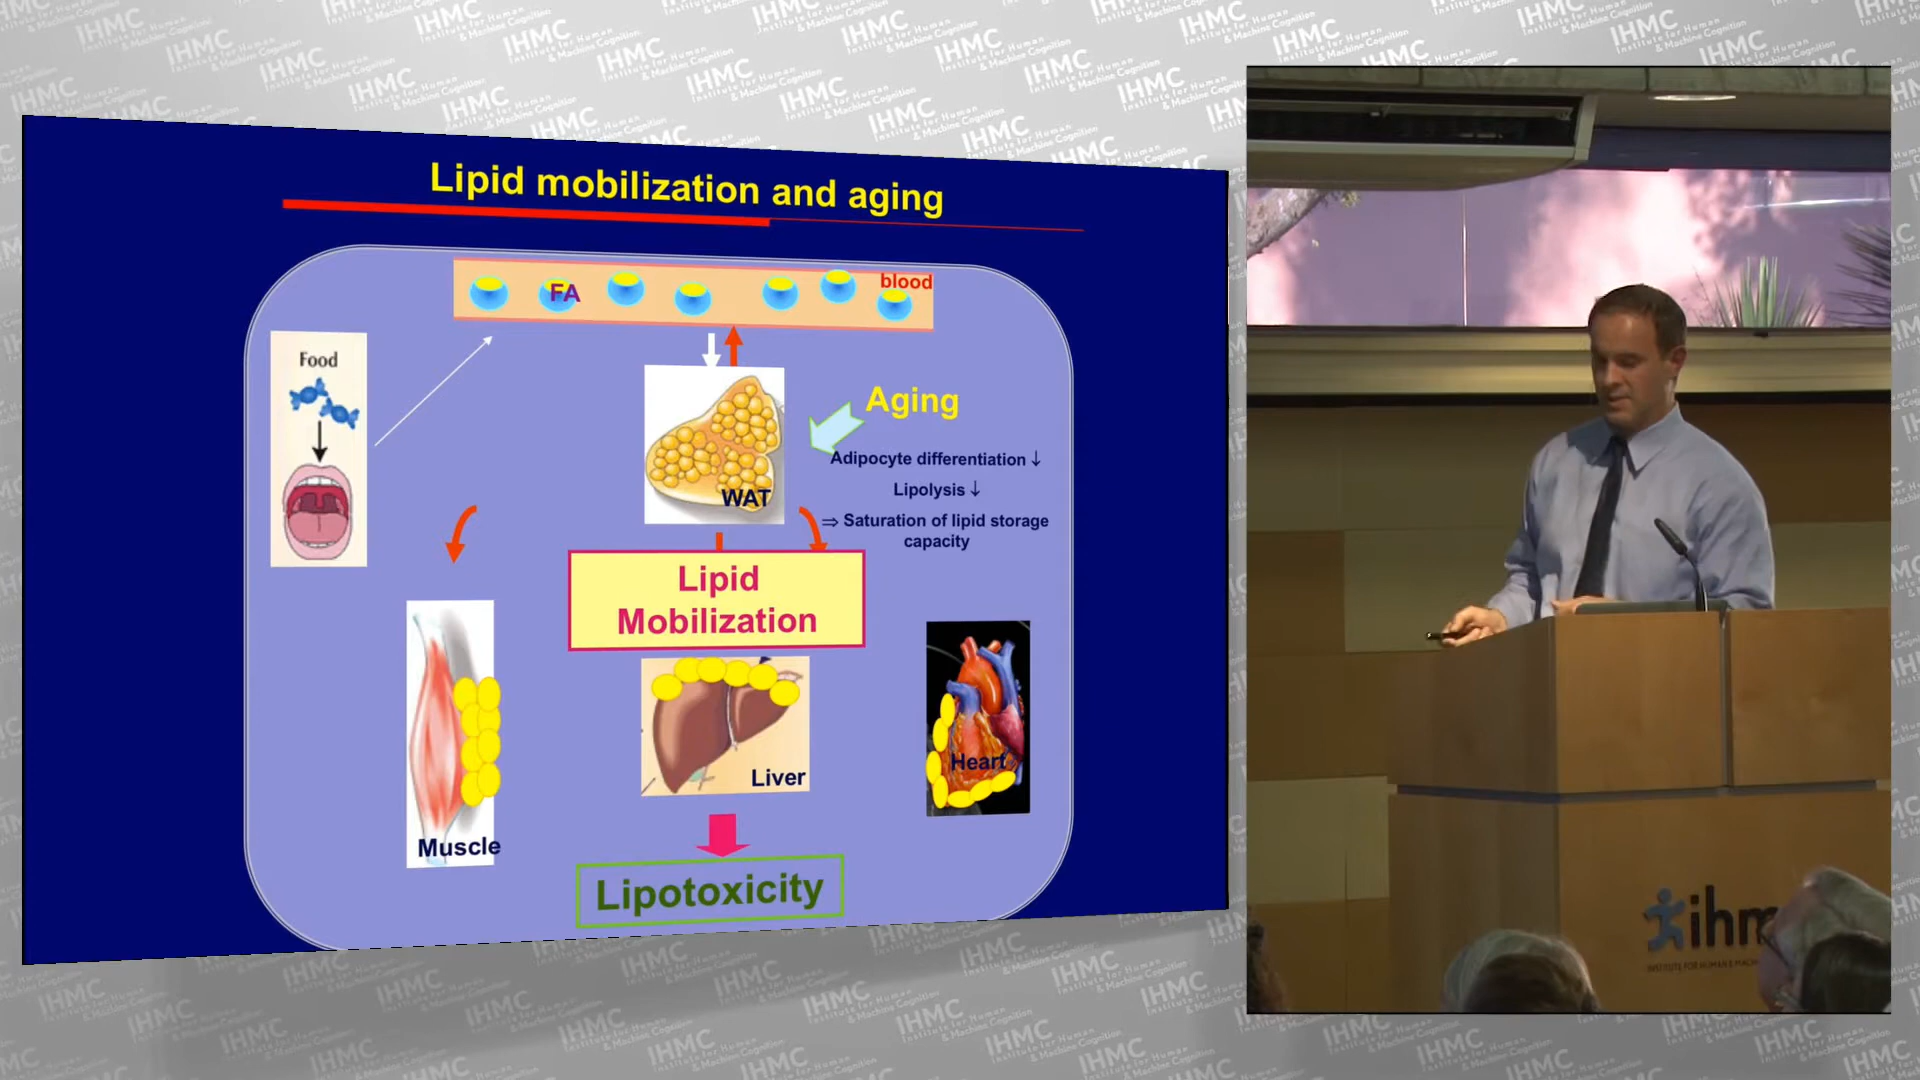 Lipid mobilization and aging
blood
FA
Food
Aging
Adipocyte differentiation ↓
Lipolysis ↓
WAT
⇒ Saturation of lipid storage
capacity
Lipid
Mobilization
Heart
Liver
Muscle
Lipotoxicity
ihm
IHMC
Institute for Human
& Machine Cognition